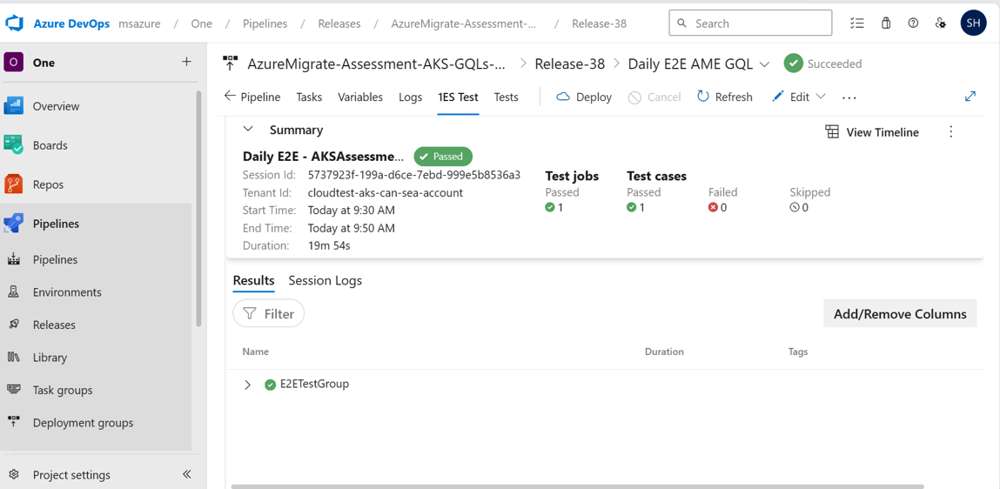 Azure DevOps msazure / One / Pipelines / Releases / AzureMigrate-Assessment-... / Release-38 Search SH
O One +
Overview
Boards
Repos
Pipelines
Pipelines
Environments
Releases
Library
Task groups
Deployment groups
Project settings
AzureMigrate-Assessment-AKS-GQLs-... > Release-38 > Daily E2E AME GQL Succeeded
Pipeline Tasks Variables Logs 1ES Test Tests Deploy Cancel Refresh Edit ...
Summary View Timeline
Daily E2E - AKSAssessme... Passed
Session Id: 5737923f-199a-d6ce-7ebd-999e5b8536a3
Tenant Id: cloudtest-aks-can-sea-account
Start Time: Today at 9:30 AM
End Time: Today at 9:50 AM
Duration: 19m 54s
Test jobs Test cases
Passed Passed Failed Skipped
1 1 0 0
Results Session Logs
Filter Add/Remove Columns
Name Duration Tags
E2ETestGroup